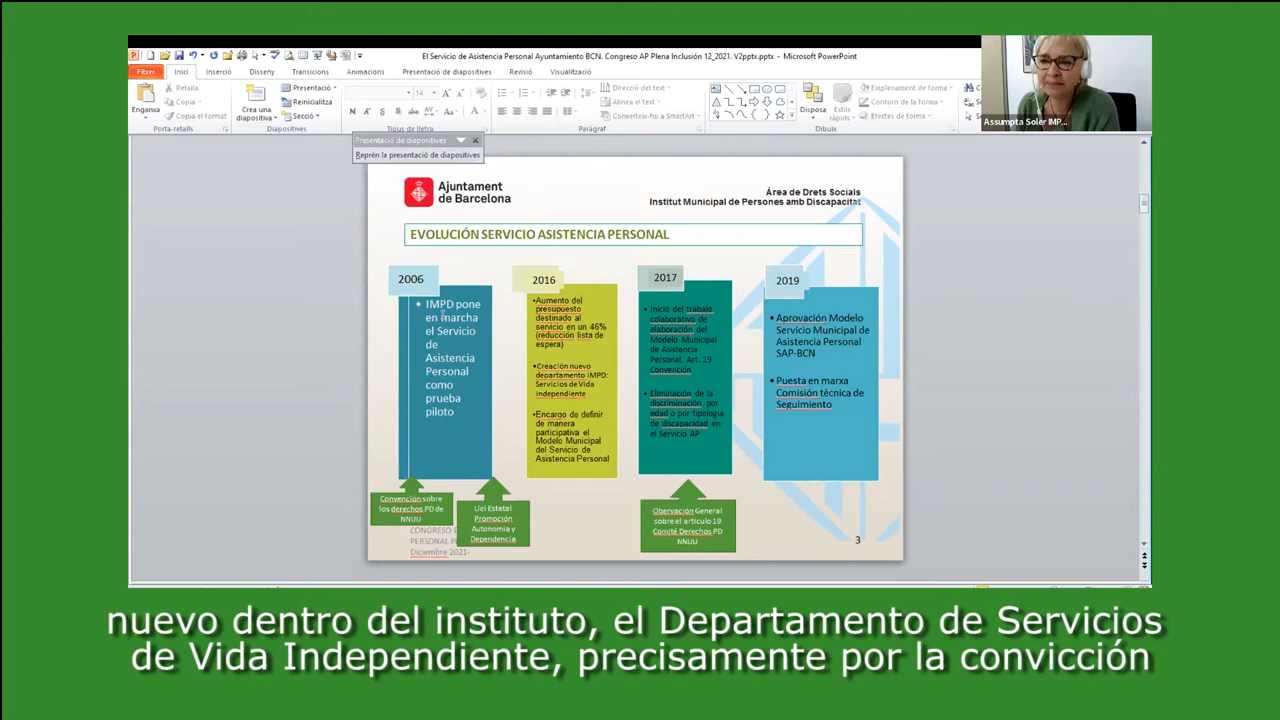 El Servicio de Asistencia Personal Ayuntamiento BCN. Congreso AP Plena Inclusión 12_2021. V2pptx.pptx - Microsoft PowerPoint
Fitxer Inici Inserció Disseny Transicions Animacions Presentació de diapositives Revisió Visualització
Enganxa
Retalla
Copia
Copia el format
Porta-retalls
Crea una
diapositiva
Presentació
Reinicialitza
Secció
Diapositives
14
Tipus de lletra
Direcció del text
Alinea el text
Converteix-ho a SmartArt
Paràgraf
Disposa
Estils
ràpids
Emplenament de forma
Contorn de la forma
Efectes de forma
Dibuix
Assumpta Soler IMP...
Presentació de diapositives
Reprèn la presentació de diapositives
Ajuntament
de Barcelona
Àrea de Drets Socials
Institut Municipal de Persones amb Discapacitat
EVOLUCIÓN SERVICIO ASISTENCIA PERSONAL
2006
• IMPD pone
en marcha
el Servicio
de
Asistencia
Personal
como
prueba
piloto
2016
•Aumento del
presupuesto
destinado al
servicio en un 46%
(reducción lista de
espera)
•Creación nuevo
departamento IMPD:
Servicios de Vida
Independiente
•Encargo de definir
de manera
participativa el
Modelo Municipal
del Servicio de
Asistencia Personal
2017
• Inicio del trabajo
colaborativo de
elaboración del
Modelo Municipal
de Asistencia
Personal. Art. 19
Convención
• Eliminación de la
discriminación por
edad o por tipologia
de discapacidad en
el Servicio AP
2019
• Aprovación Modelo
Servicio Municipal de
Asistencia Personal
SAP-BCN
• Puesta en marxa
Comisión tècnica de
Seguimiento
Convención sobre
los derechos PD de
NNUU
Llei Estatal
Promoción
Autonomia y
Dependencia
Obervación General
sobre el articulo 19
Comité Derechos PD
NNUU
CONGRESO
PERSONAL
Diciembre 2021-
3
nuevo dentro del instituto, el Departamento de Servicios
de Vida Independiente, precisamente por la convicción